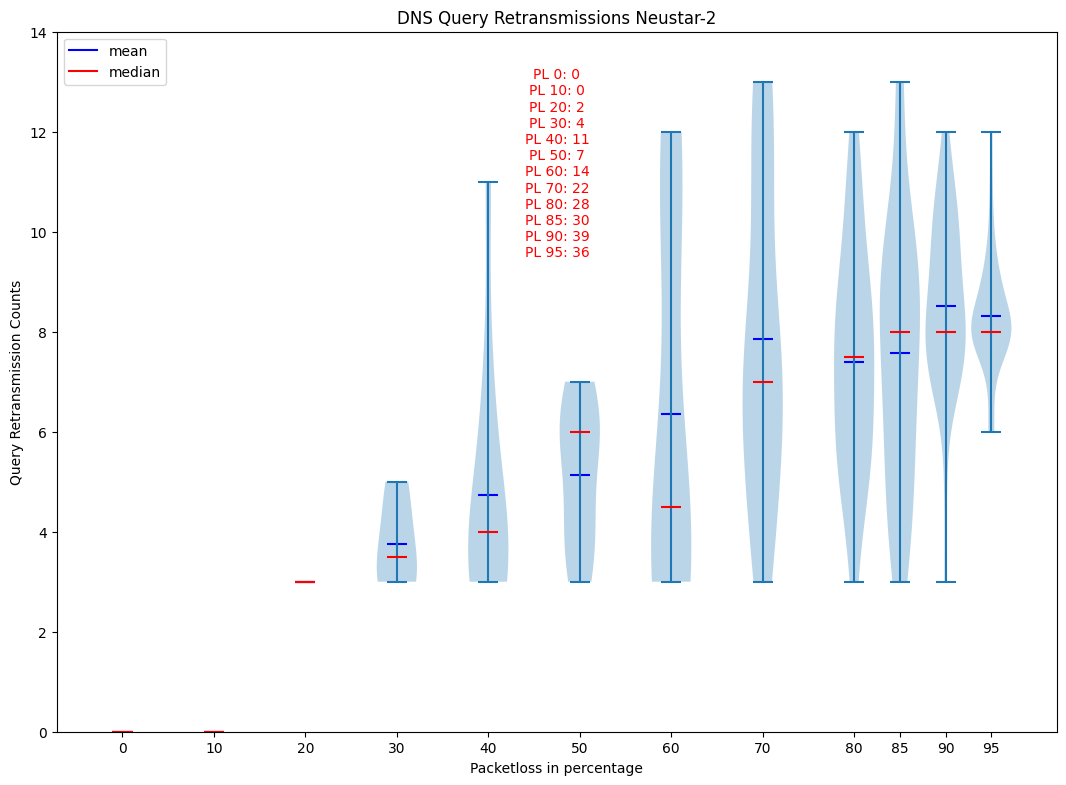 DNS Query Retransmissions Neustar-2
mean
median
PL 0: 0
PL 10: 0
PL 20: 2
PL 30: 4
PL 40: 11
PL 50: 7
PL 60: 14
PL 70: 22
PL 80: 28
PL 85: 30
PL 90: 39
PL 95: 36
Query Retransmission Counts
14
12
10
8
6
4
2
0
0 10 20 30 40 50 60 70 80 85 90 95
Packetloss in percentage